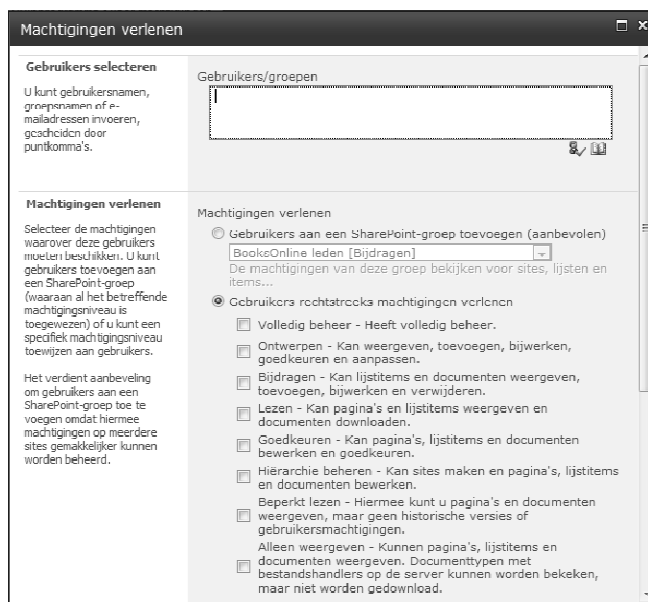 Machtigingen verlenen
Gebruikers selecteren
U kunt gebruikersnamen,
groepsnamen of e-
mailadressen invoeren,
gescheiden door
puntkomma's.
Gebruikers/groepen
Machtigingen verlenen
Selecteer de machtigingen
waarover deze gebruikers
moeten beschikken. U kunt
gebruikers toevoegen aan
een SharePoint-groep
(waaraan al het betreffende
machtigingsniveau is
toegewezen) of u kunt een
specifiek machtigingsniveau
toewijzen aan gebruikers.
Het verdient aanbeveling
om gebruikers aan een
SharePoint-groep toe te
voegen omdat hiermee
machtigingen op meerdere
sites gemakkelijker kunnen
worden beheerd.
Machtigingen verlenen
Gebruikers aan een SharePoint-groep toevoegen (aanbevolen)
BooksOnline leden [Bijdragen]
De machtigingen van deze groep bekijken voor sites, lijsten en
items...
Gebruikers rechtstreeks machtigingen verlenen
Volledig beheer - Heeft volledig beheer.
Ontwerpen - Kan weergeven, toevoegen, bijwerken,
goedkeuren en aanpassen.
Bijdragen - Kan lijstitems en documenten weergeven,
toevoegen, bijwerken en verwijderen.
Lezen - Kan pagina's en lijstitems weergeven en
documenten downloaden.
Goedkeuren - Kan pagina's, lijstitems en documenten
bewerken en goedkeuren.
Hiërarchie beheren - Kan sites maken en pagina's, lijstitems
en documenten bewerken.
Beperkt lezen - Hiermee kunt u pagina's en documenten
weergeven, maar geen historische versies of
gebruikersmachtigingen.
Alleen weergeven - Kunnen pagina's, lijstitems en
documenten weergeven. Documenttypen met
bestandshandlers op de server kunnen worden bekeken,
maar niet worden gedownload.